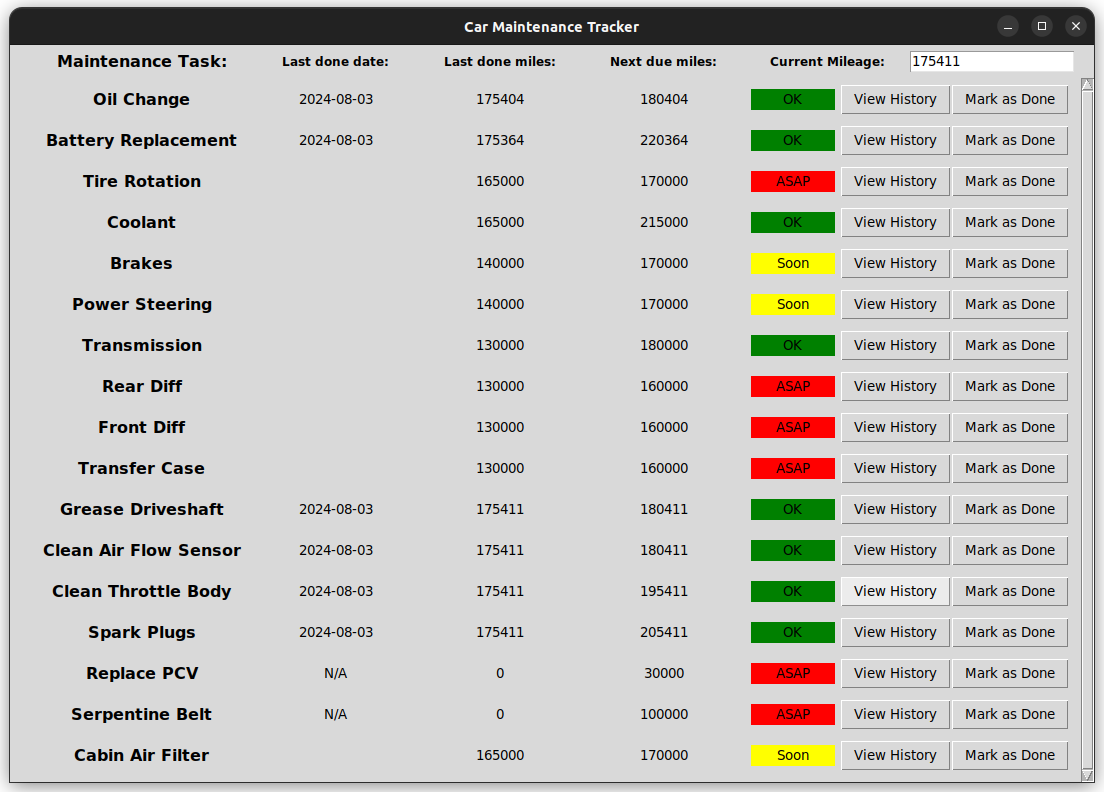 Car Maintenance Tracker
Maintenance Task: Last done date: Last done miles: Next due miles: Current Mileage: 175411
Oil Change 2024-08-03 175404 180404 OK View History Mark as Done
Battery Replacement 2024-08-03 175364 220364 OK View History Mark as Done
Tire Rotation 165000 170000 ASAP View History Mark as Done
Coolant 165000 215000 OK View History Mark as Done
Brakes 140000 170000 Soon View History Mark as Done
Power Steering 140000 170000 Soon View History Mark as Done
Transmission 130000 180000 OK View History Mark as Done
Rear Diff 130000 160000 ASAP View History Mark as Done
Front Diff 130000 160000 ASAP View History Mark as Done
Transfer Case 130000 160000 ASAP View History Mark as Done
Grease Driveshaft 2024-08-03 175411 180411 OK View History Mark as Done
Clean Air Flow Sensor 2024-08-03 175411 180411 OK View History Mark as Done
Clean Throttle Body 2024-08-03 175411 195411 OK View History Mark as Done
Spark Plugs 2024-08-03 175411 205411 OK View History Mark as Done
Replace PCV N/A 0 30000 ASAP View History Mark as Done
Serpentine Belt N/A 0 100000 ASAP View History Mark as Done
Cabin Air Filter 165000 170000 Soon View History Mark as Done